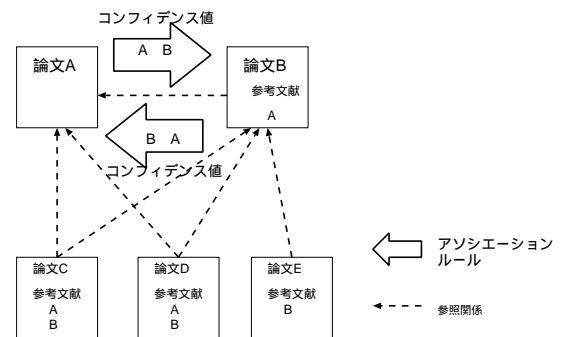 コンフィデンス値
A B
論文A
論文B
参考文献
A
B A
コンフィデンス値
論文C
参考文献
A
B
論文D
参考文献
A
B
論文E
参考文献
B
アソシエーション
ルール
参照関係